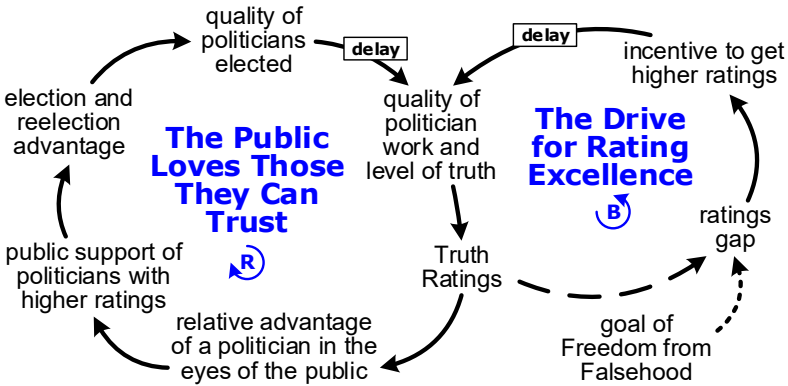 quality of
politicians
elected
delay
delay
incentive to get
higher ratings
election and
reelection
advantage
quality of
politician
work and
level of truth
The Public
Loves Those
They Can
Trust
R
The Drive
for Rating
Excellence
B
ratings
gap
public support of
politicians with
higher ratings
Truth
Ratings
relative advantage
of a politician in the
eyes of the public
goal of
Freedom from
Falsehood